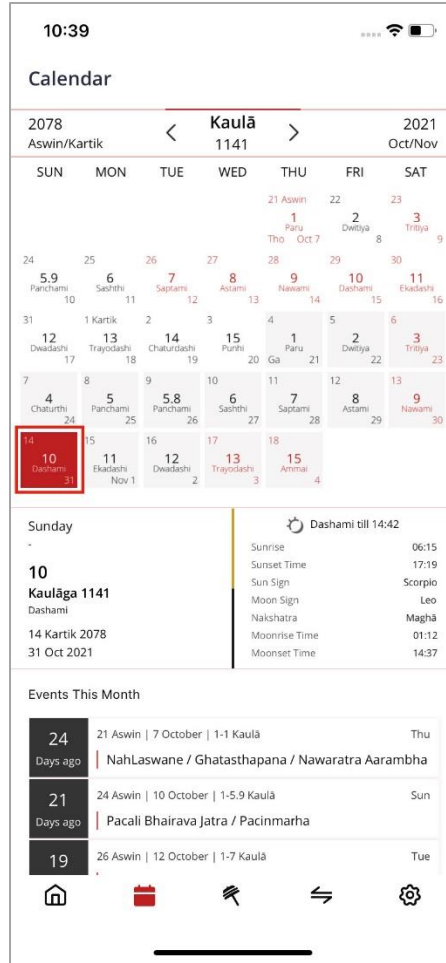 10:39
Calendar
2078 Kaulā 2021
Aswin/Kartik 1141 Oct/Nov
SUN MON TUE WED THU FRI SAT
21 Aswin 22 23
1 2 3
Paru Dwitiya Tritiya
Tho Oct 7 8 9
24 25 26 27 28 29 30
5.9 6 7 8 9 10 11
Panchami Sashthi Saptami Astami Nawami Dashami Ekadashi
10 11 12 13 14 15 16
31 1 Kartik 2 3 4 5 6
12 13 14 15 1 2 3
Dwadashi Trayodashi Chaturdashi Punhi Paru Dwitiya Tritiya
17 18 19 20 Ga 21 22 23
7 8 9 10 11 12 13
4 5 5.8 6 7 8 9
Chaturthi Panchami Panchami Sashthi Saptami Astami Nawami
24 25 26 27 28 29 30
14 15 16 17 18
10 11 12 13 15
Dashami Ekadashi Dwadashi Trayodashi Ammai
31 Nov 1 2 3 4
Sunday
-
10
Kaulāga 1141
Dashami
14 Kartik 2078
31 Oct 2021
Dashami till 14:42
Sunrise 06:15
Sunset Time 17:19
Sun Sign Scorpio
Moon Sign Leo
Nakshatra Maghā
Moonrise Time 01:12
Moonset Time 14:37
Events This Month
24 Days ago
21 Aswin | 7 October | 1-1 Kaulā Thu
NahLaswane / Ghatasthapana / Nawaratra Aarambha
21 Days ago
24 Aswin | 10 October | 1-5.9 Kaulā Sun
Pacali Bhairava Jatra / Pacinmarha
19
26 Aswin | 12 October | 1-7 Kaulā Tue